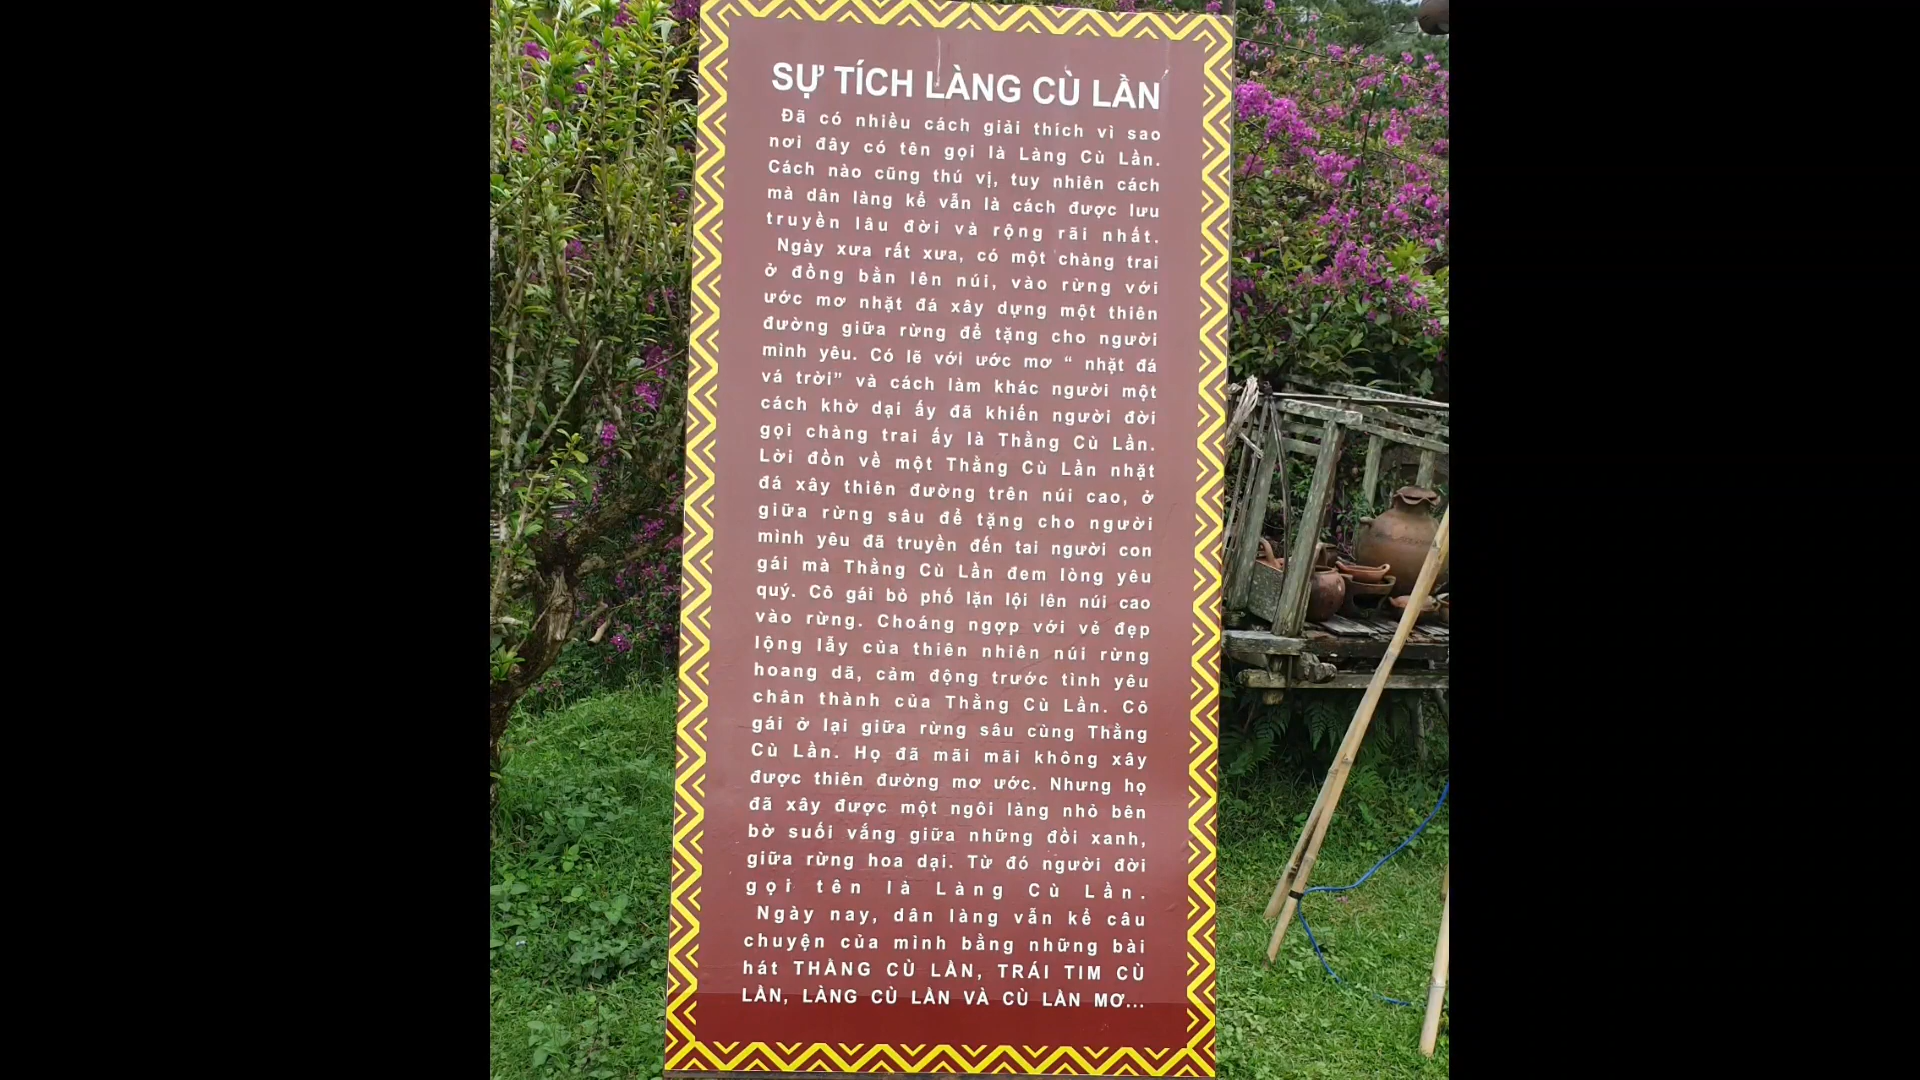 SỰ TÍCH LÀNG CÙ LẦN
Đã có nhiều cách giải thích vì sao
nơi đây có tên gọi là Làng Cù Lần.
Cách nào cũng thú vị, tuy nhiên cách
mà dân làng kể vẫn là cách được lưu
truyền lâu đời và rộng rãi nhất.
Ngày xưa rất xưa, có một chàng trai
ở đồng bằn lên núi, vào rừng với
ước mơ nhặt đá xây dựng một thiên
đường giữa rừng để tặng cho người
mình yêu. Có lẽ với ước mơ “ nhặt đá
vá trời” và cách làm khác người một
cách khờ dại ấy đã khiến người đời
gọi chàng trai ấy là Thằng Cù Lần.
Lời đồn về một Thằng Cù Lần nhặt
đá xây thiên đường trên núi cao, ở
giữa rừng sâu để tặng cho người
mình yêu đã truyền đến tai người con
gái mà Thằng Cù Lần đem lòng yêu
quý. Cô gái bỏ phố lặn lội lên núi cao
vào rừng. Choáng ngợp với vẻ đẹp
lộng lẫy của thiên nhiên núi rừng
hoang dã, cảm động trước tình yêu
chân thành của Thằng Cù Lần. Cô
gái ở lại giữa rừng sâu cùng Thằng
Cù Lần. Họ đã mãi mãi không xây
được thiên đường mơ ước. Nhưng họ
đã xây được một ngôi làng nhỏ bên
bờ suối vắng giữa những đồi xanh,
giữa rừng hoa dại. Từ đó người đời
gọi tên là Làng Cù Lần.
Ngày nay, dân làng vẫn kể câu
chuyện của mình bằng những bài
hát THẰNG CÙ LẦN, TRÁI TIM CÙ
LẦN, LÀNG CÙ LẦN VÀ CÙ LẦN MƠ...